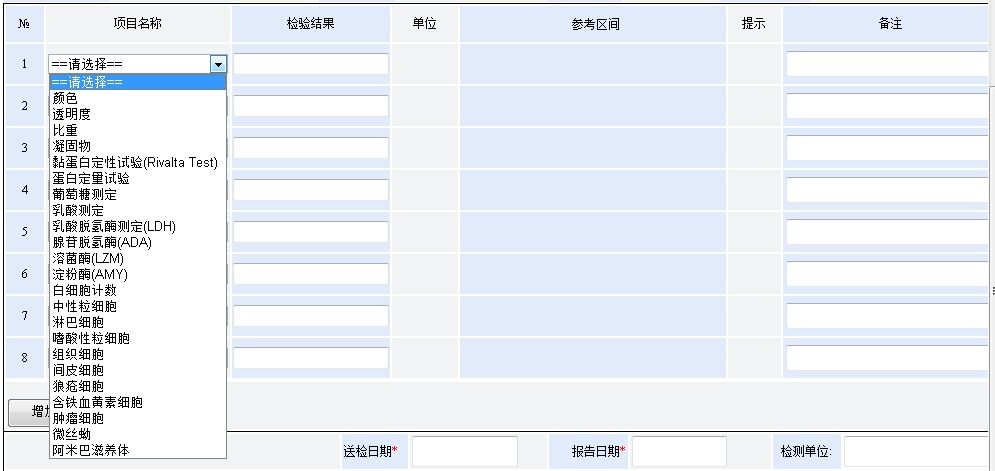 № 项目名称 检验结果 单位 参考区间 提示 备注
1 ==请选择==
==请选择==
颜色
2
透明度
比重
3
凝固物
黏蛋白定性试验(Rivalta Test)
蛋白定量试验
4
葡萄糖测定
乳酸测定
5
乳酸脱氢酶测定(LDH)
腺苷脱氢酶(ADA)
溶菌酶(LZM)
6
淀粉酶(AMY)
白细胞计数
中性粒细胞
7
淋巴细胞
嗜酸性粒细胞
组织细胞
8
间皮细胞
狼疮细胞
含铁血黄素细胞
增
肿瘤细胞
微丝蚴
阿米巴滋养体
送检日期* 报告日期* 检测单位: